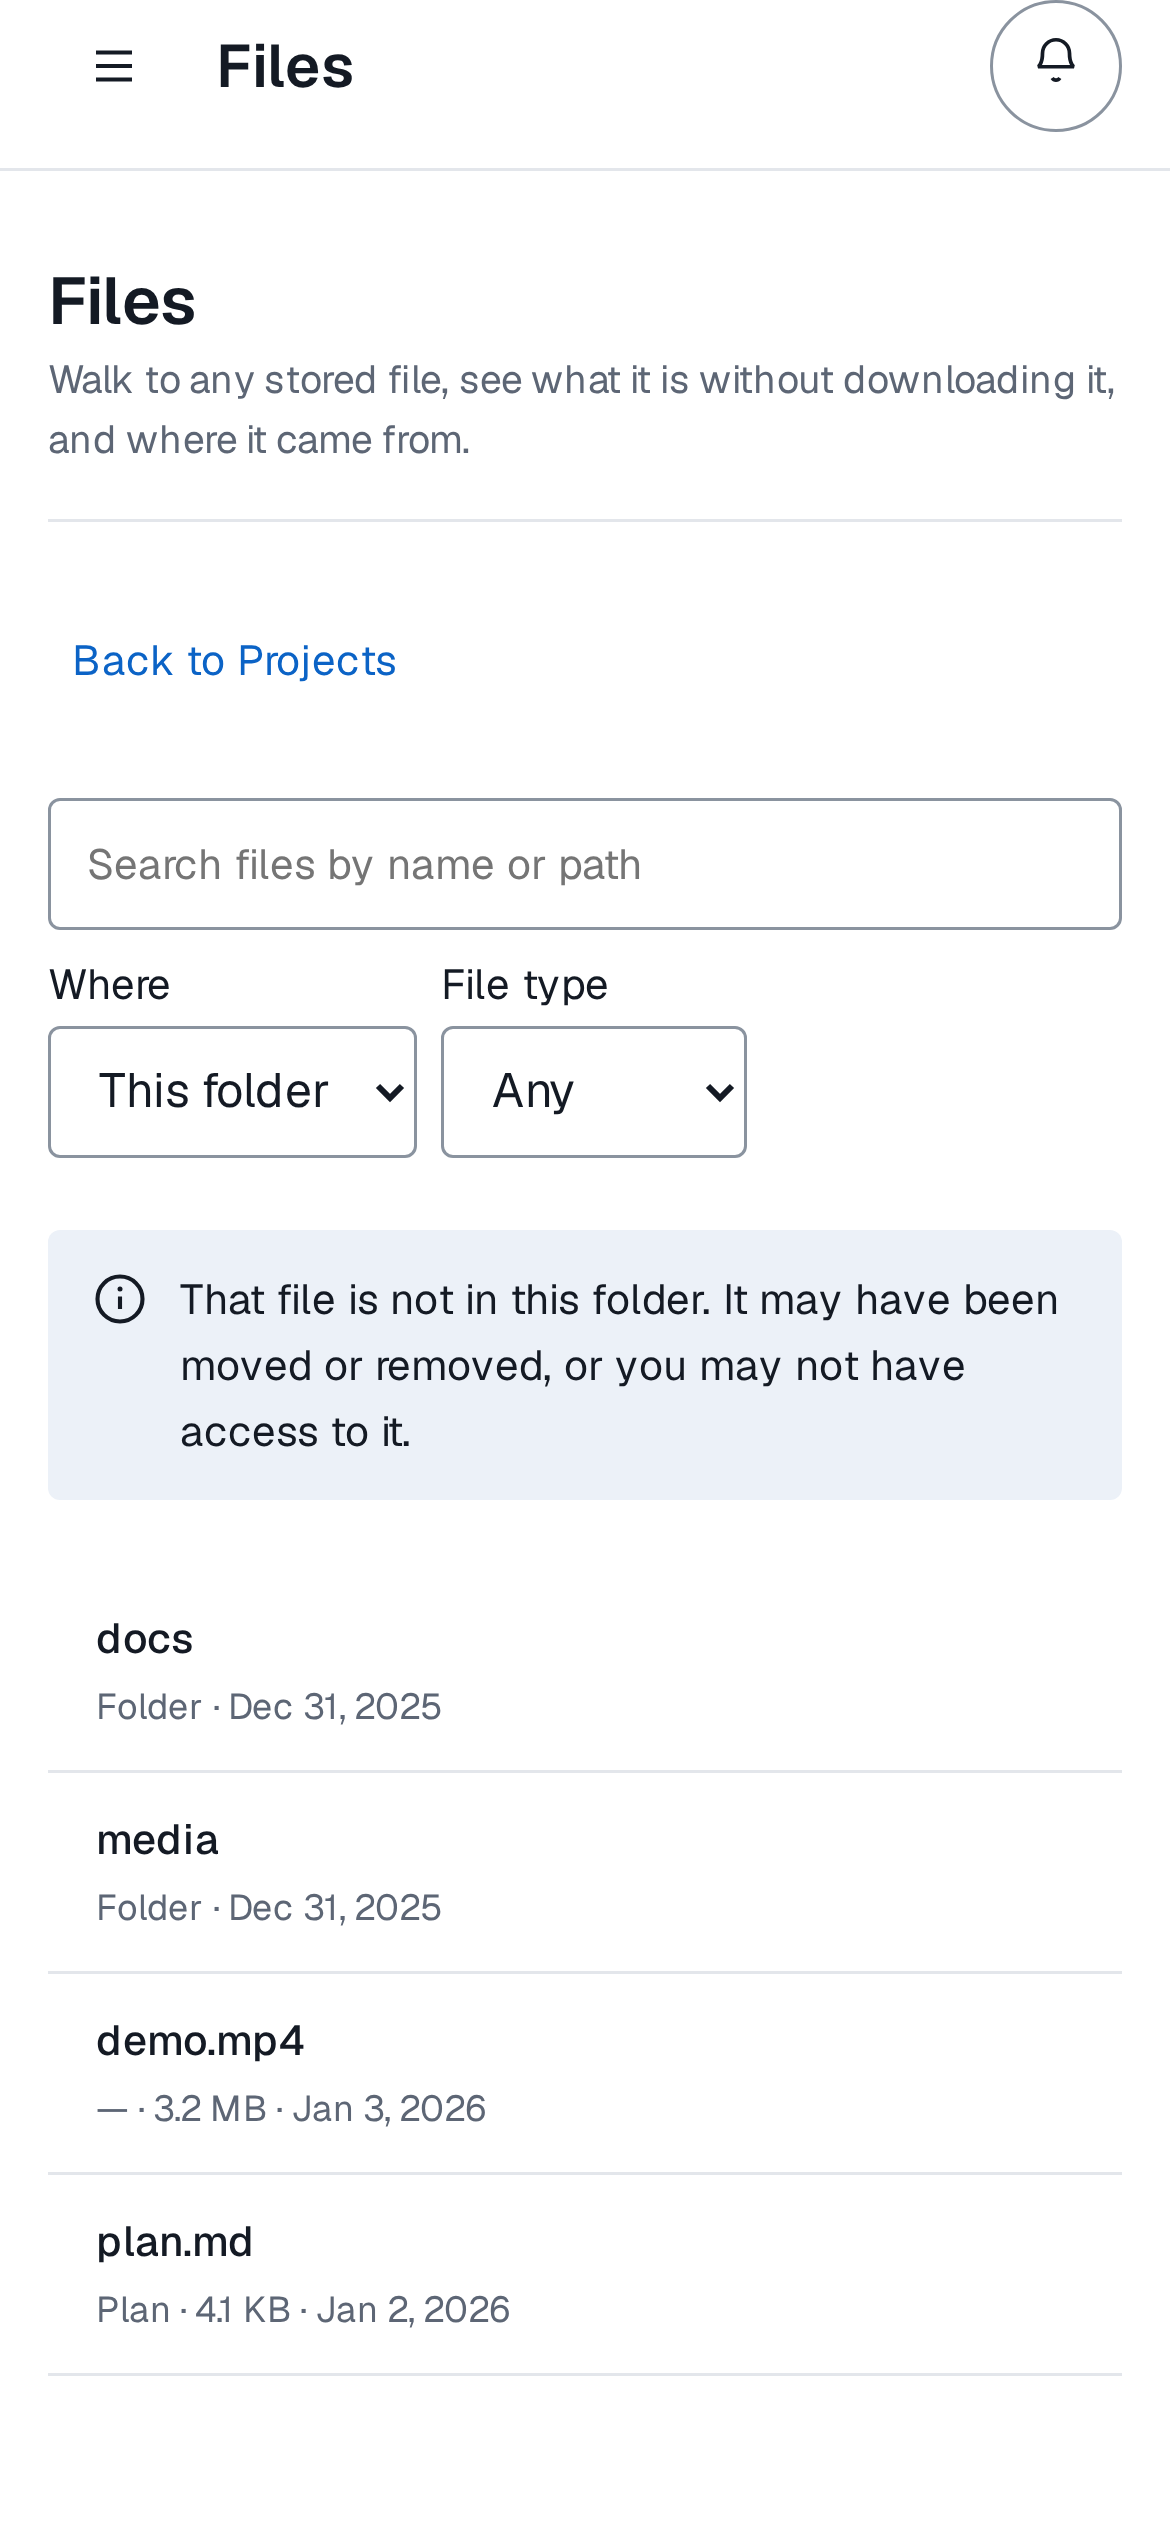 Files
Files
Walk to any stored file, see what it is without downloading it,
and where it came from.
Back to Projects
Search files by name or path
Where
File type
This folder
Any
That file is not in this folder. It may have been
moved or removed, or you may not have
access to it.
docs
Folder · Dec 31, 2025
media
Folder · Dec 31, 2025
demo.mp4
— · 3.2 MB · Jan 3, 2026
plan.md
Plan · 4.1 KB · Jan 2, 2026